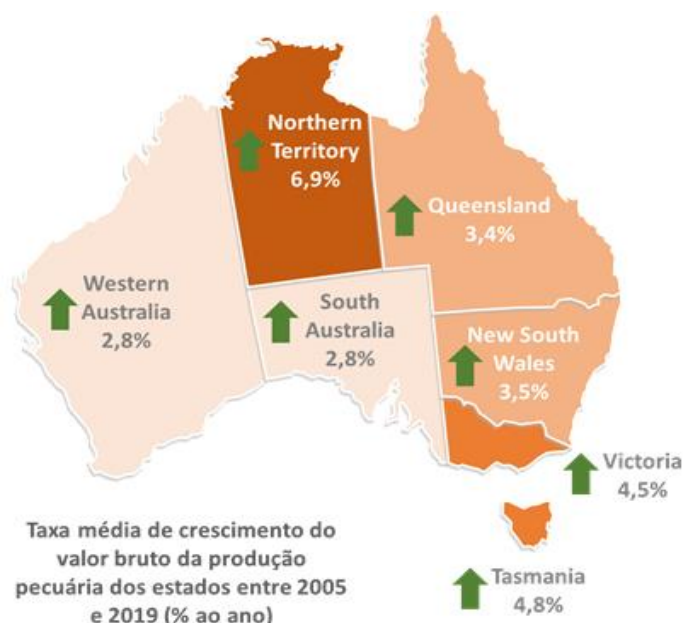 Northern
Territory
6,9%
Queensland
3,4%
Western
Australia
2,8%
South
Australia
2,8%
New South
Wales
3,5%
Victoria
4,5%
Tasmania
4,8%
Taxa média de crescimento do
valor bruto da produção
pecuária dos estados entre 2005
e 2019 (% ao ano)